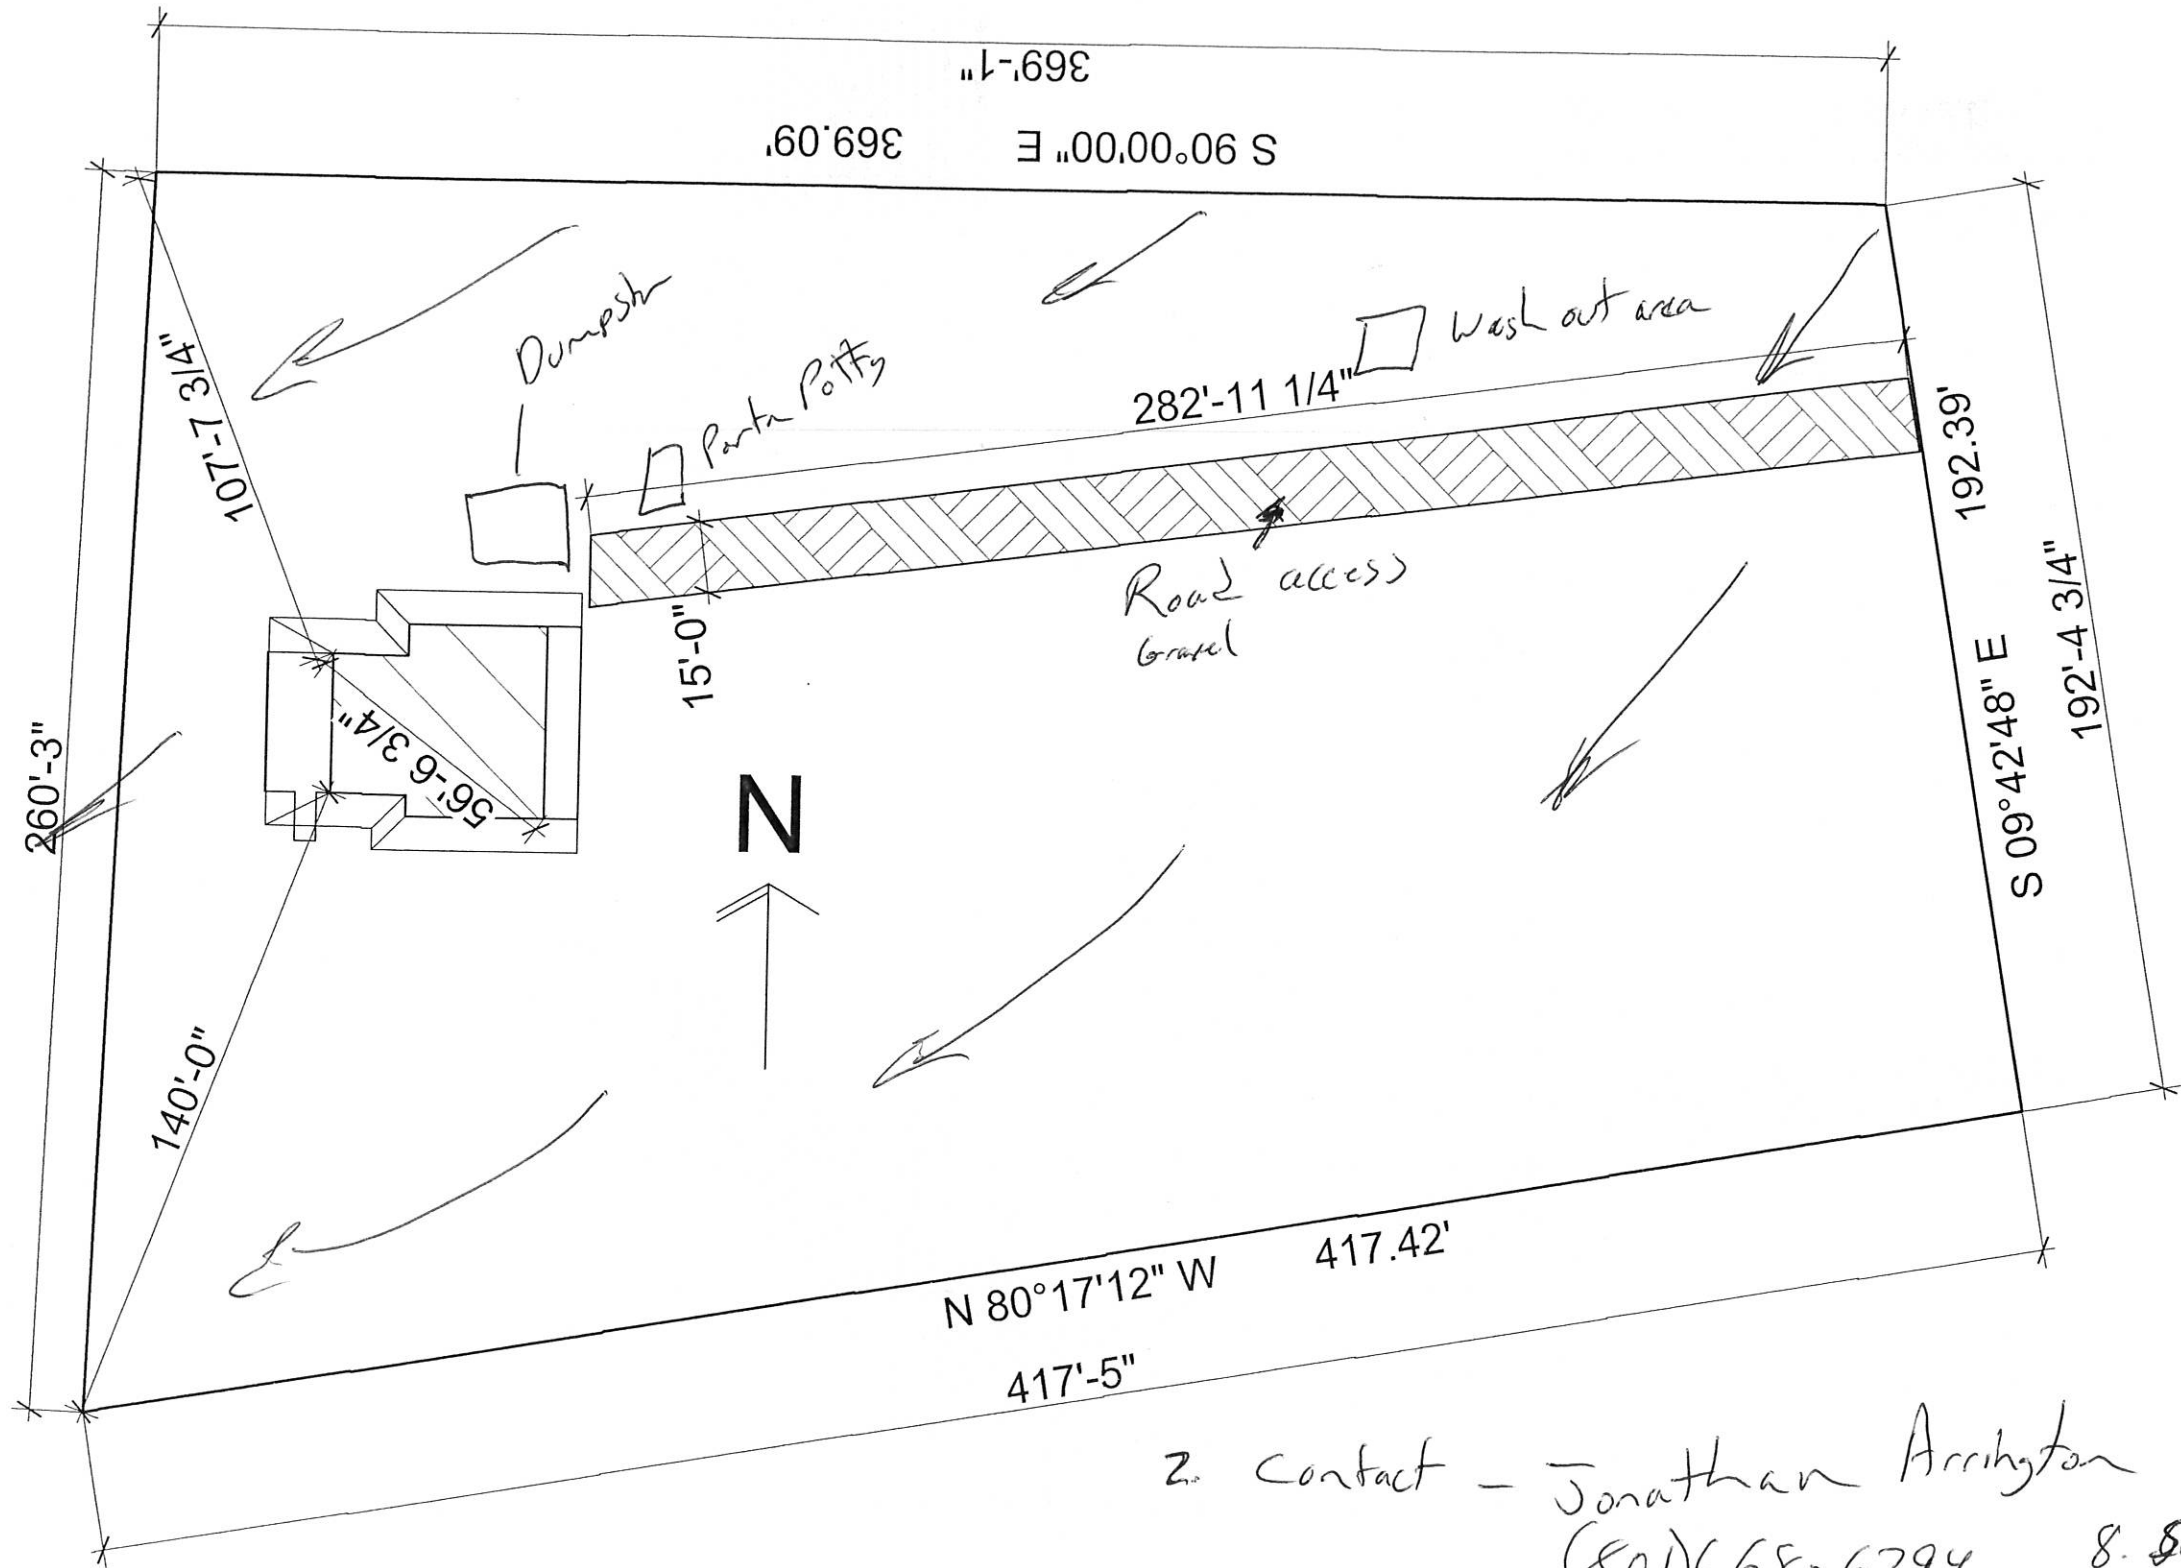 369'-1"
369.09' S 90°00'00" E
Dumpster
Porta Potty
Wash out area
282'-11 1/4"
107'-7 3/4"
192.39'
Road access
Gravel
15'-0"
192'-4 3/4"
S 09°42'48" E
260'-3"
56'-6 3/4"
N
140'-0"
N 80°17'12" W 417.42'
417'-5"
2. Contact - Jonathan Arrington
8.